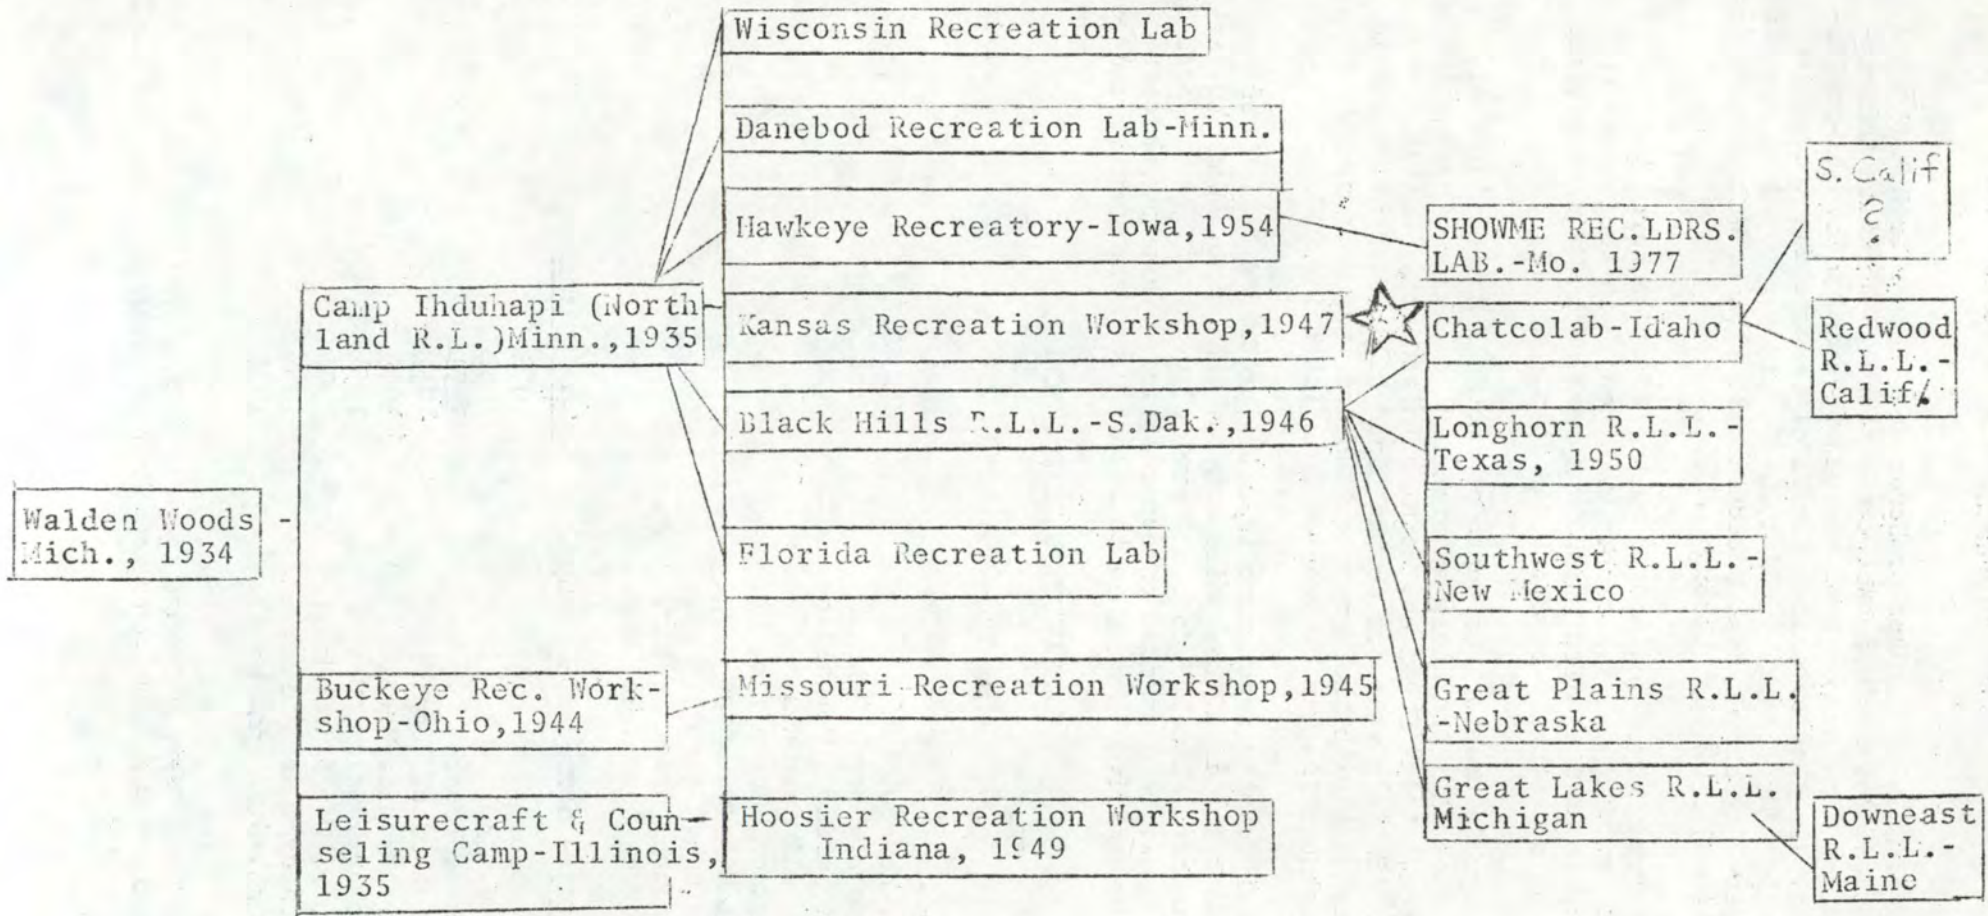 Walden Woods -
Mich., 1934
Camp Ihduhapi (North
land R.L.)Minn.,1935
Buckeye Rec. Work-
shop-Ohio,1944
Leisurecraft & Coun-
seling Camp-Illinois,
1935
Wisconsin Recreation Lab
Danebod Recreation Lab-Minn.
Hawkeye Recreatory-Iowa,1954
Kansas Recreation Workshop,1947
Black Hills R.L.L.-S.Dak.,1946
Florida Recreation Lab
Missouri Recreation Workshop,1945
Hoosier Recreation Workshop
Indiana, 1949
SHOWME REC.LDRS.
LAB.-Mo. 1977
Chatcolab-Idaho
Longhorn R.L.L.-
Texas, 1950
Southwest R.L.L.-
New Mexico
Great Plains R.L.L.
-Nebraska
Great Lakes R.L.L.
Michigan
S. Calif
?
Redwood
R.L.L.-
Calif.
Downeast
R.L.L.-
Maine